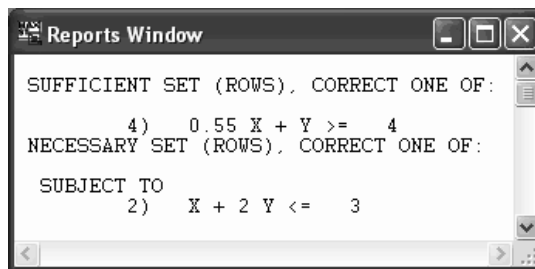 Reports Window
SUFFICIENT SET (ROWS), CORRECT ONE OF:
4) 0.55 X + Y >= 4
NECESSARY SET (ROWS), CORRECT ONE OF:
SUBJECT TO
2) X + 2 Y <= 3